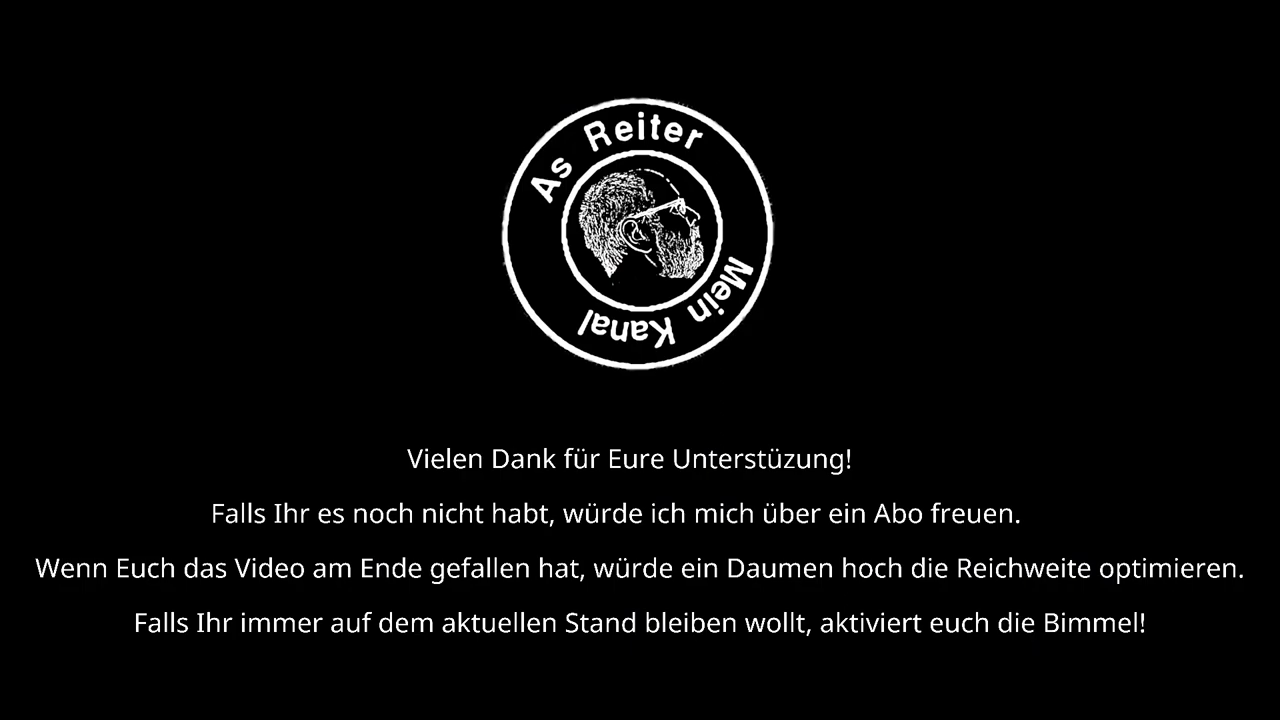 As Reiter
Mein Kanal
Vielen Dank für Eure Unterstüzung!
Falls Ihr es noch nicht habt, würde ich mich über ein Abo freuen.
Wenn Euch das Video am Ende gefallen hat, würde ein Daumen hoch die Reichweite optimieren.
Falls Ihr immer auf dem aktuellen Stand bleiben wollt, aktiviert euch die Bimmel!